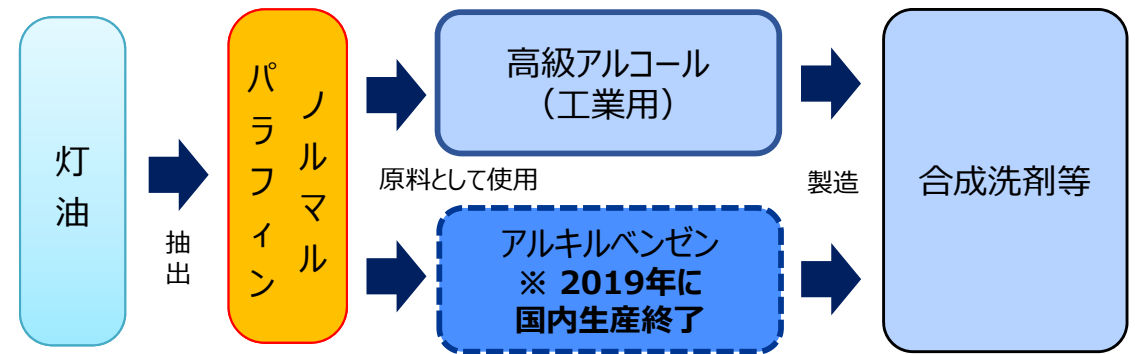 灯油
抽出
ノルマル
パラフィン
高級アルコール
（工業用）
原料として使用
アルキルベンゼン
※ 2019年に
国内生産終了
製造
合成洗剤等